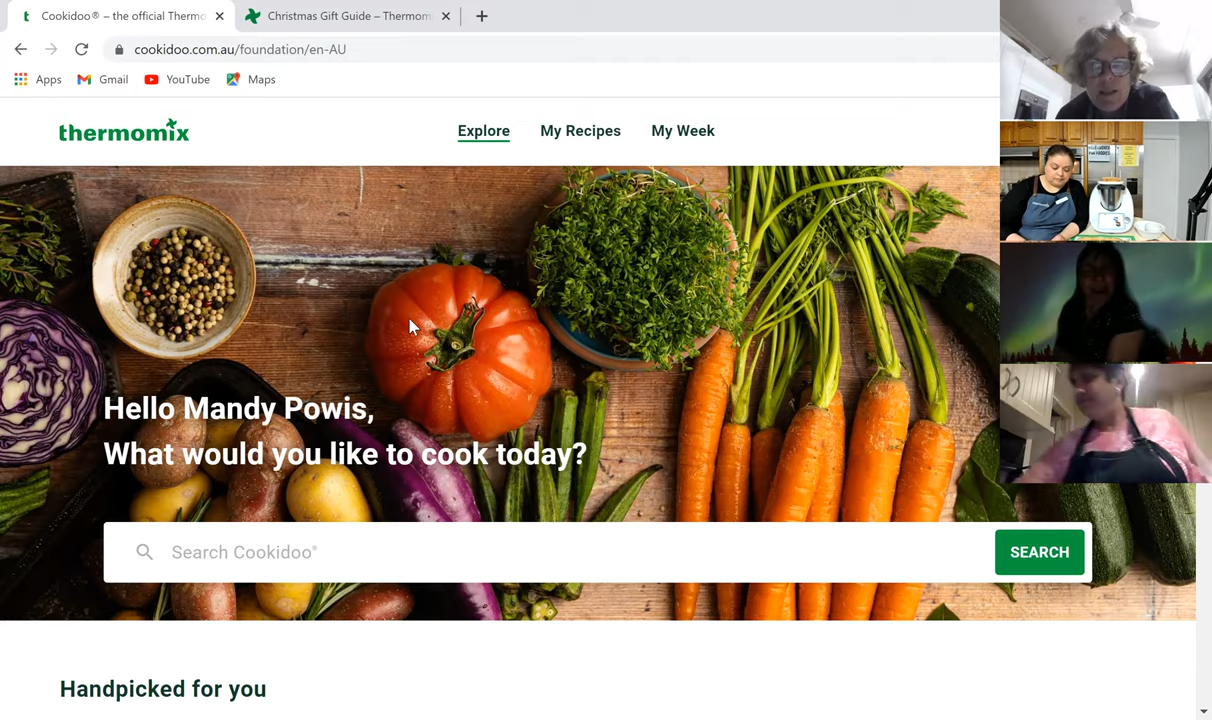 Cookidoo® – the official Thermo
Christmas Gift Guide – Thermom
cookidoo.com.au/foundation/en-AU
Apps
Gmail
YouTube
Maps
thermomix
Explore
My Recipes
My Week
Hello Mandy Powis,
What would you like to cook today?
Search Cookidoo®
SEARCH
Handpicked for you